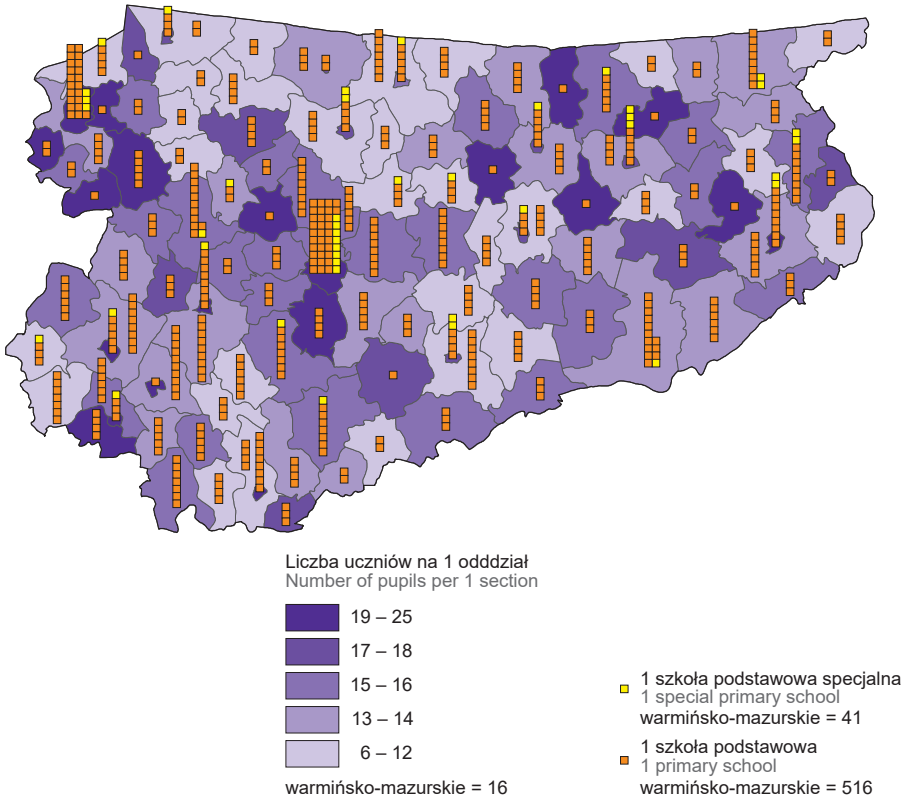 Liczba uczniów na 1 odddział
Number of pupils per 1 section
19 – 25
17 – 18
15 – 16
13 – 14
6 – 12
warmińsko-mazurskie = 16
1 szkoła podstawowa specjalna
1 special primary school
warmińsko-mazurskie = 41
1 szkoła podstawowa
1 primary school
warmińsko-mazurskie = 516